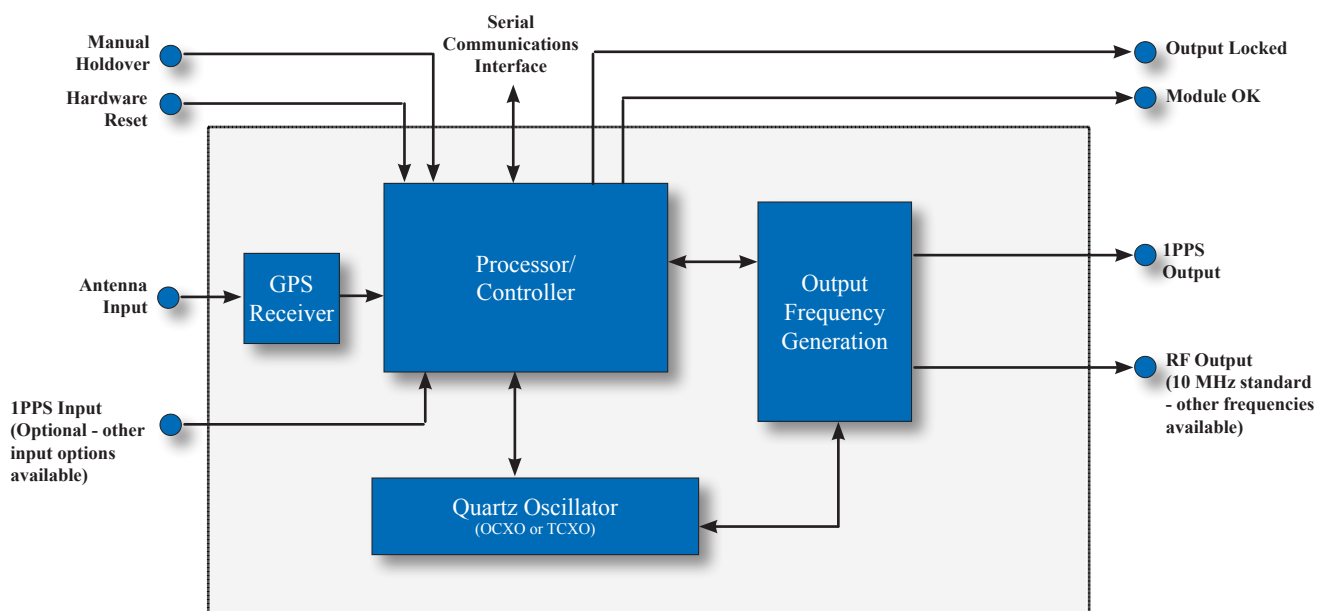 Manual
Holdover
Hardware
Reset
Serial
Communications
Interface
Output Locked
Module OK
Antenna
Input
GPS
Receiver
Processor/
Controller
Output
Frequency
Generation
1PPS
Output
RF Output
(10 MHz standard
- other frequencies
available)
1PPS Input
(Optional - other
input options
available)
Quartz Oscillator
(OCXO or TCXO)